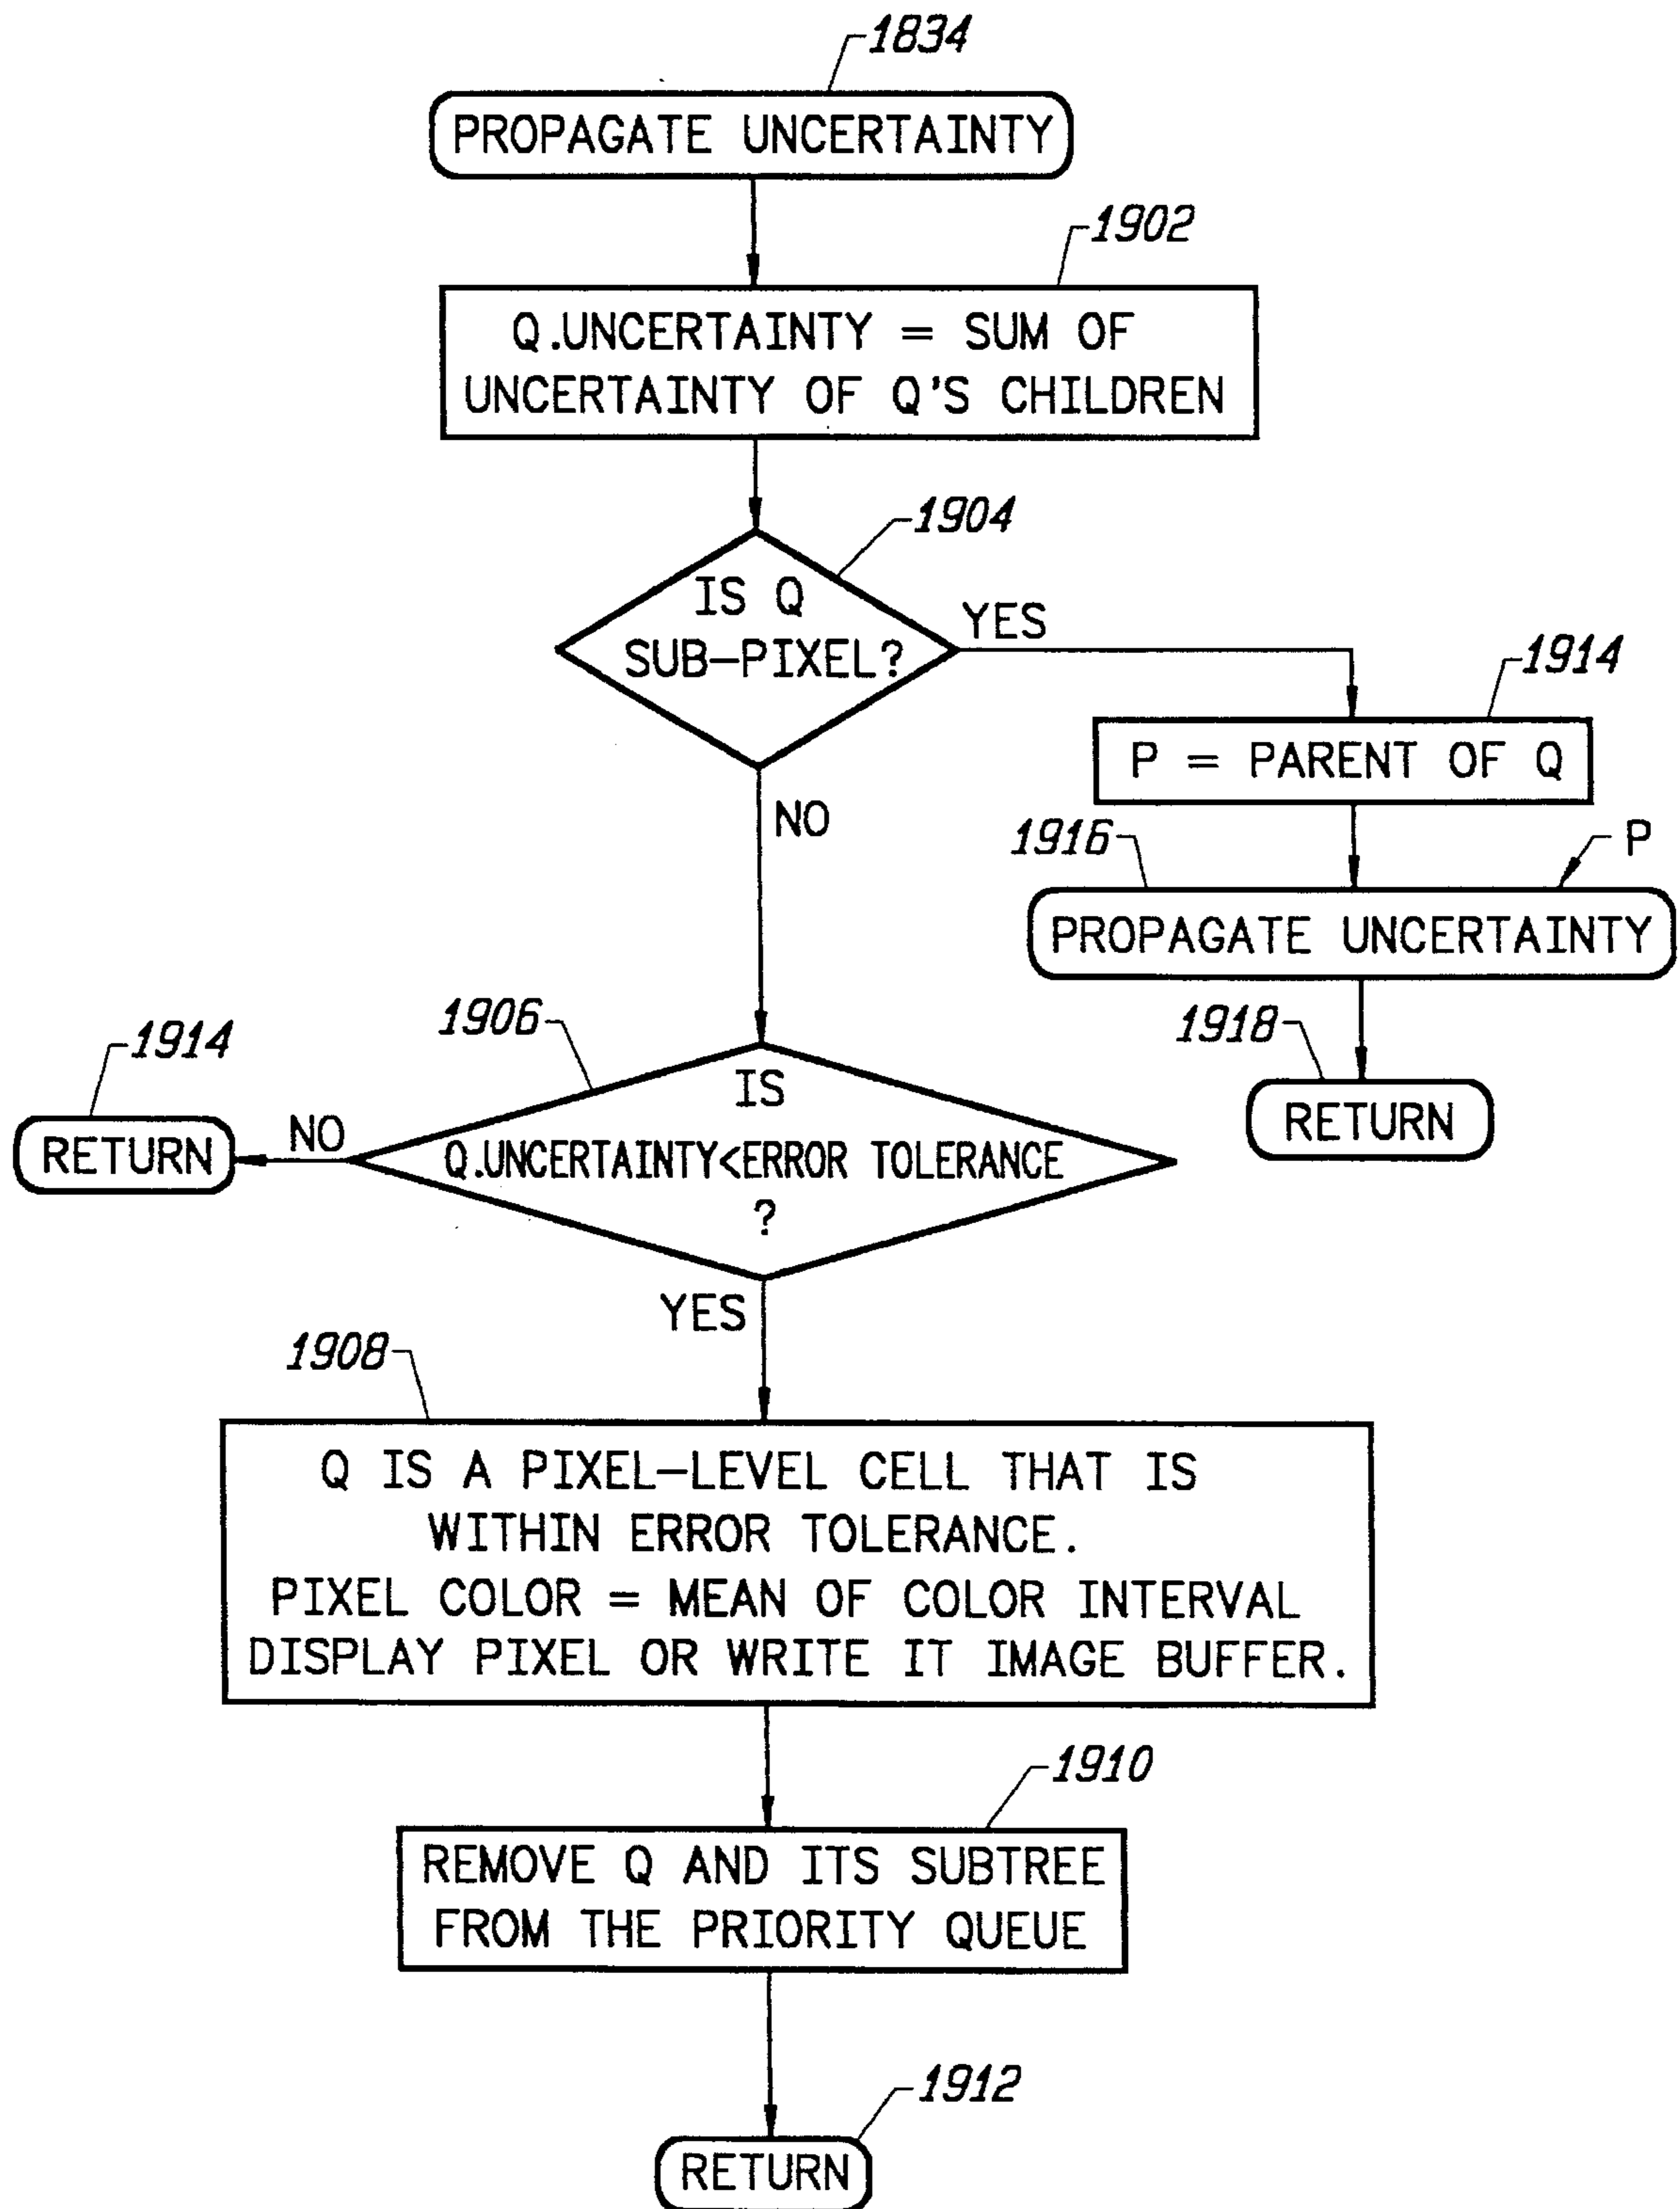 1834
PROPAGATE UNCERTAINTY
1902
Q.UNCERTAINTY = SUM OF
UNCERTAINTY OF Q'S CHILDREN
1904
IS Q
SUB-PIXEL?
YES
1914
P = PARENT OF Q
NO
1916
P
PROPAGATE UNCERTAINTY
1918
RETURN
1906
1914
IS
Q.UNCERTAINTY<ERROR TOLERANCE
?
NO
RETURN
YES
1908
Q IS A PIXEL-LEVEL CELL THAT IS
WITHIN ERROR TOLERANCE.
PIXEL COLOR = MEAN OF COLOR INTERVAL
DISPLAY PIXEL OR WRITE IT IMAGE BUFFER.
1910
REMOVE Q AND ITS SUBTREE
FROM THE PRIORITY QUEUE
1912
RETURN